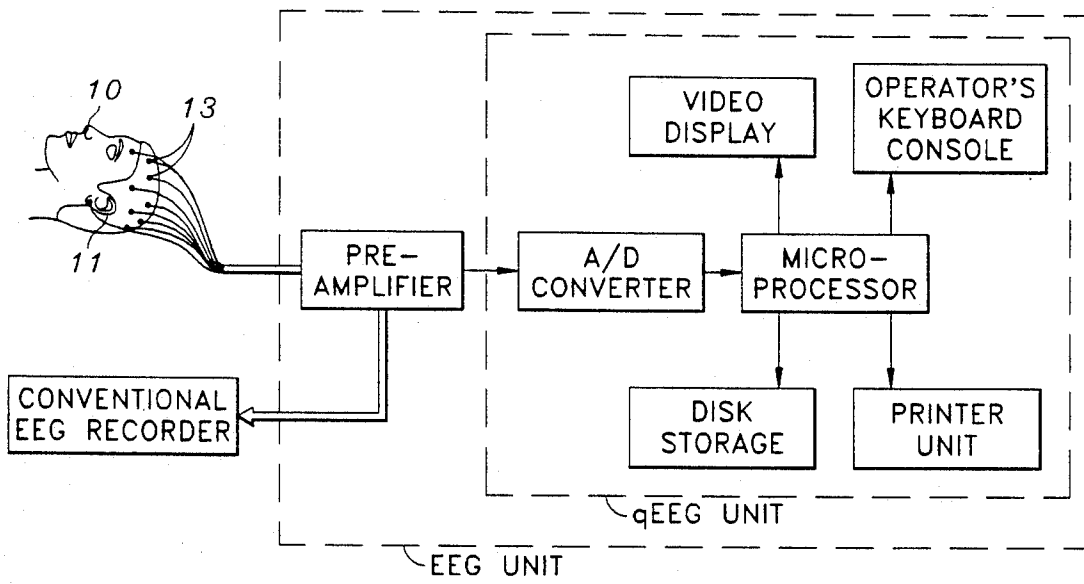 10
13
11
PRE-
AMPLIFIER
CONVENTIONAL
EEG RECORDER
A/D
CONVERTER
VIDEO
DISPLAY
OPERATOR'S
KEYBOARD
CONSOLE
MICRO-
PROCESSOR
DISK
STORAGE
PRINTER
UNIT
qEEG UNIT
EEG UNIT